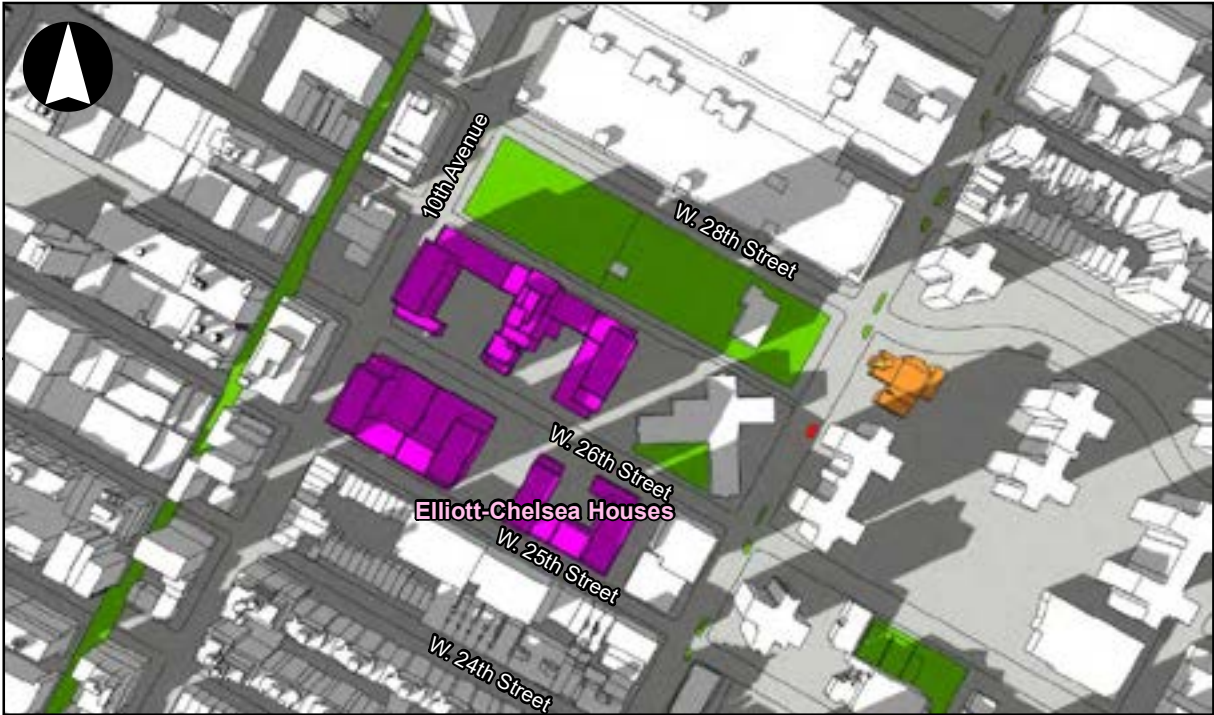 10th Avenue
W. 28th Street
W. 26th Street
Elliott-Chelsea Houses
W. 25th Street
W. 24th Street